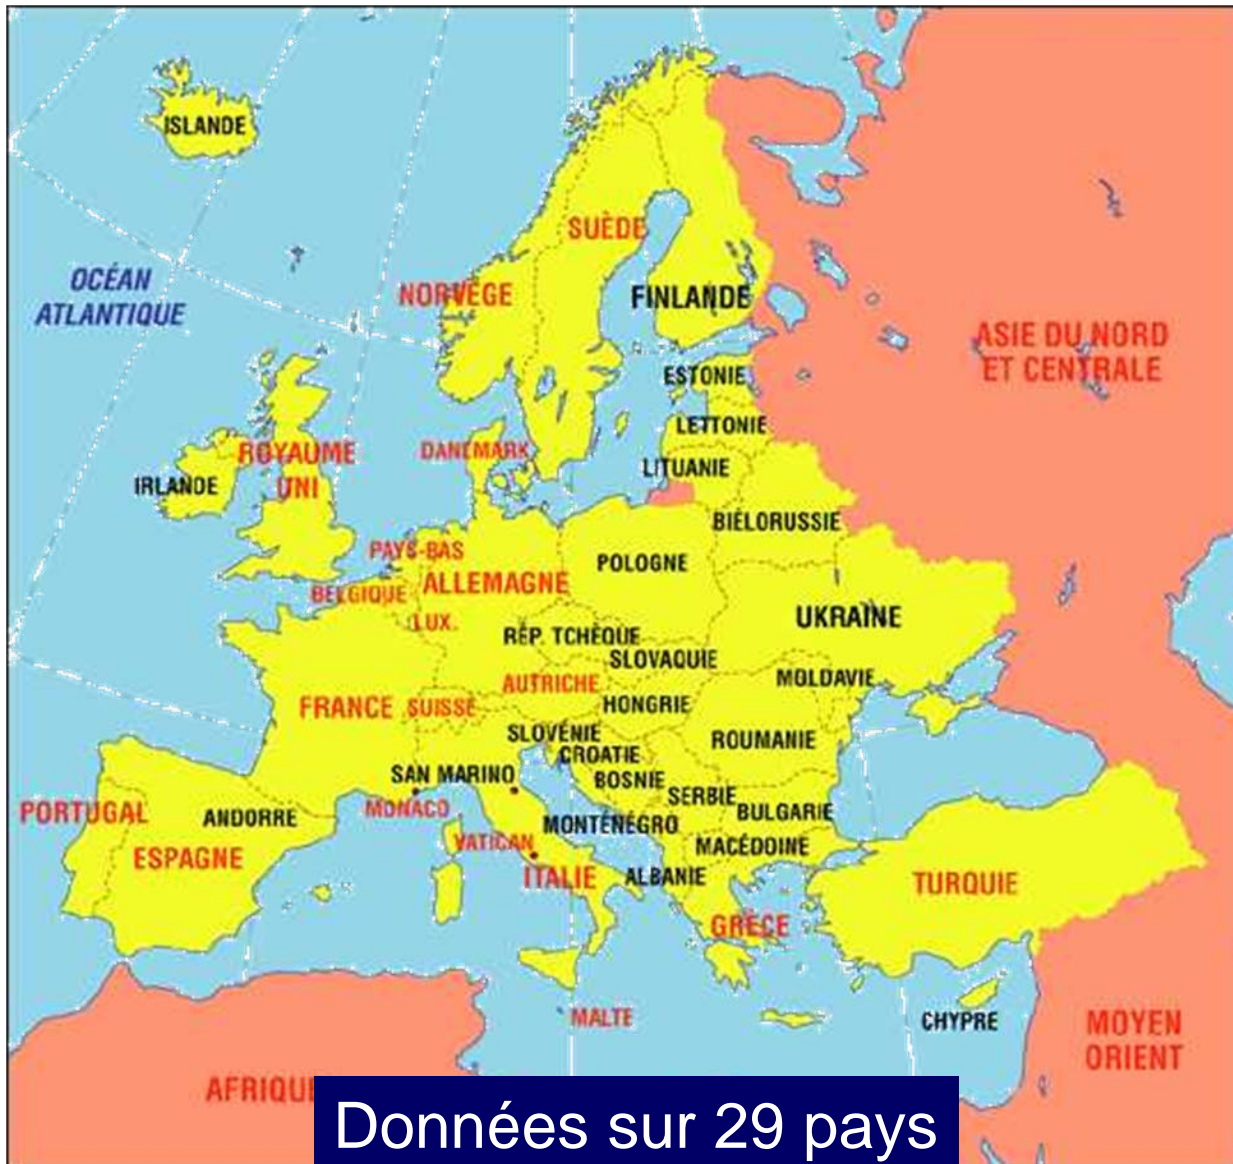 ISLANDE
SUÈDE
OCÉAN
ATLANTIQUE
NORVÈGE
FINLANDE
ASIE DU NORD
ET CENTRALE
ESTONIE
LETTONIE
ROYAUME
UNI
DANEMARK
LITUANIE
IRLANDE
BIÉLORUSSIE
PAYS-BAS
POLOGNE
ALLEMAGNE
BELGIQUE
UKRAINE
LUX.
RÉP. TCHÈQUE
SLOVAQUIE
MOLDAVIE
AUTRICHE
FRANCE
SUISSE
HONGRIE
SLOVÉNIE
ROUMANIE
CROATIE
SAN MARINO
BOSNIE
SERBIE
PORTUGAL
ANDORRE
MONACO
BULGARIE
MONTÉNÉGRO
VATICAN
MACÉDOINE
ESPAGNE
ITALIE
ALBANIE
TURQUIE
GRÈCE
MALTE
CHYPRE
MOYEN
ORIENT
AFRIQUE
Données sur 29 pays